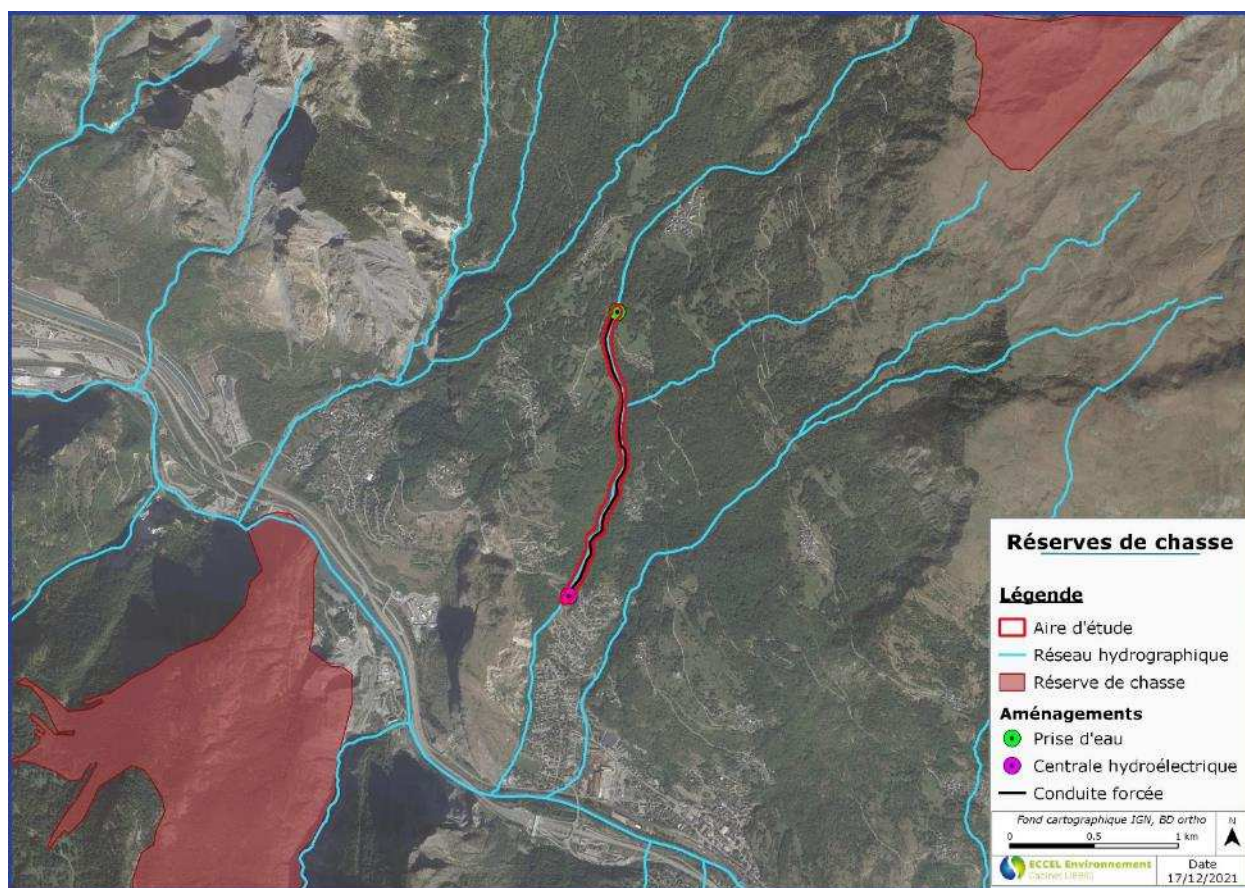 Réserves de chasse
Légende
Aire d'étude
Réseau hydrographique
Réserve de chasse
Aménagements
Prise d'eau
Centrale hydroélectrique
Conduite forcée
Fond cartographique IGN, BD ortho
0 0.5 1 km
N
ECCEL Environnement
Cabinet
Date
17/12/2021